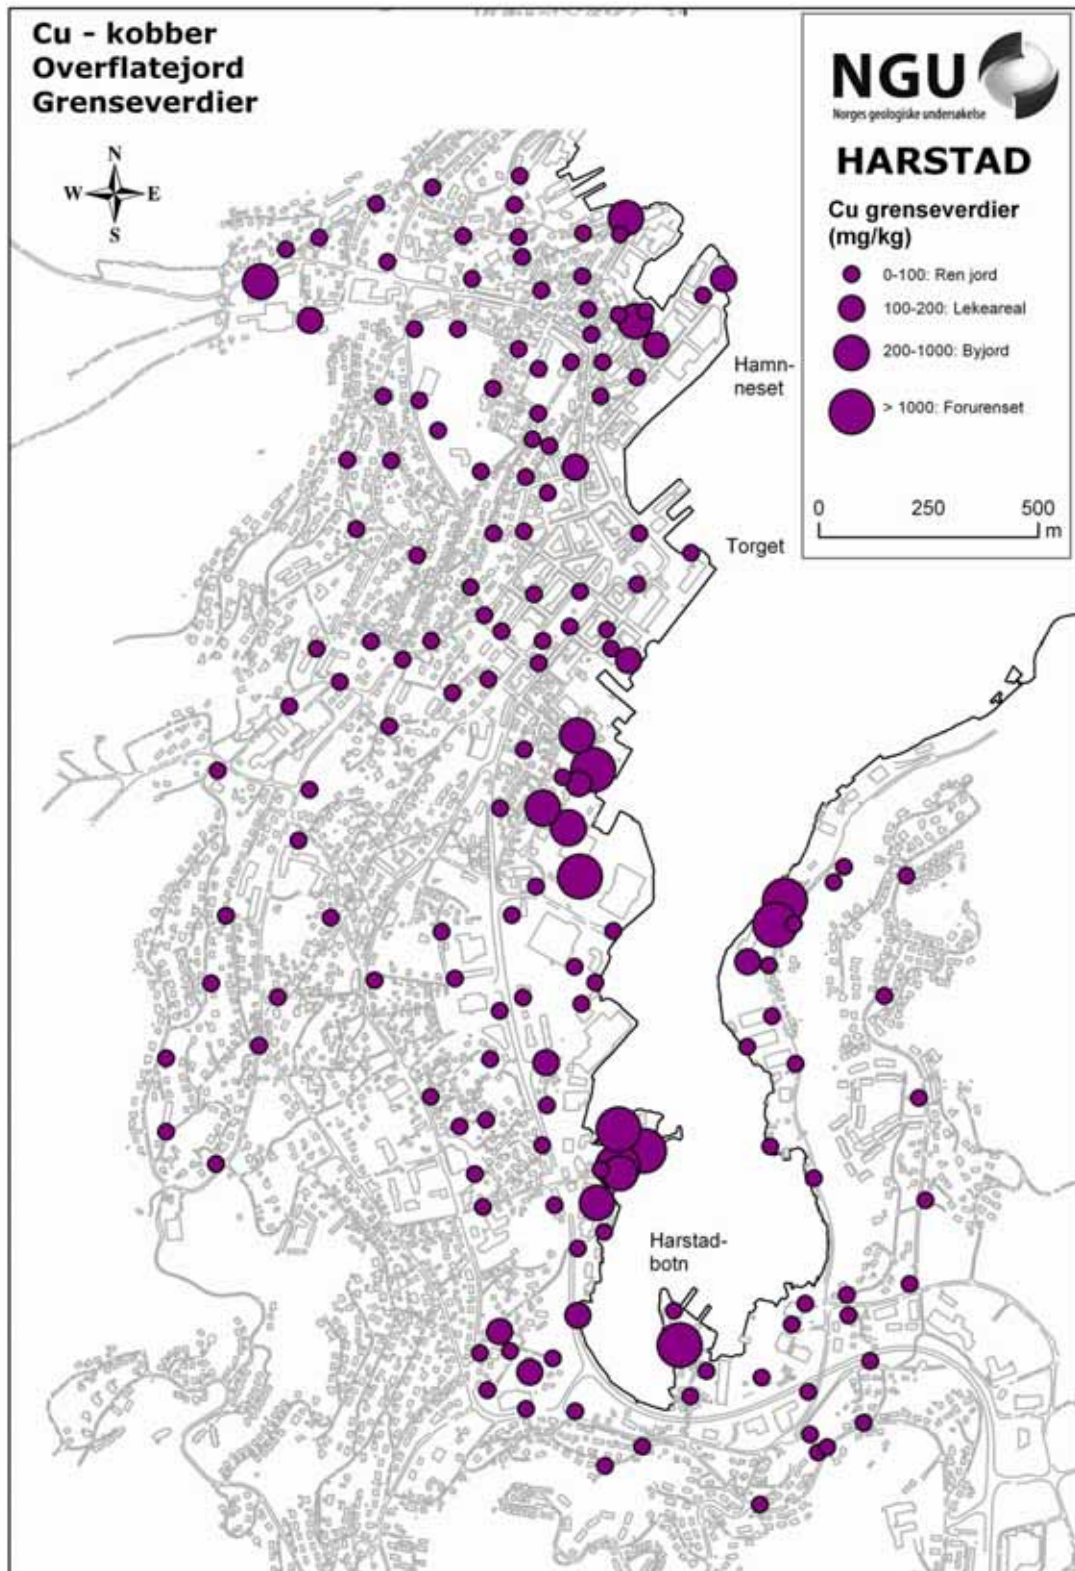 Cu - kobber
Overflatejord
Grenseverdier
N
W
E
S
NGU
Norges geologiske undersøkelse
HARSTAD
Cu grenseverdier
(mg/kg)
0-100: Ren jord
100-200: Lekeareal
200-1000: Byjord
> 1000: Forurenset
0
250
500
m
Hamn-
neset
Torget
Harstad-
botn